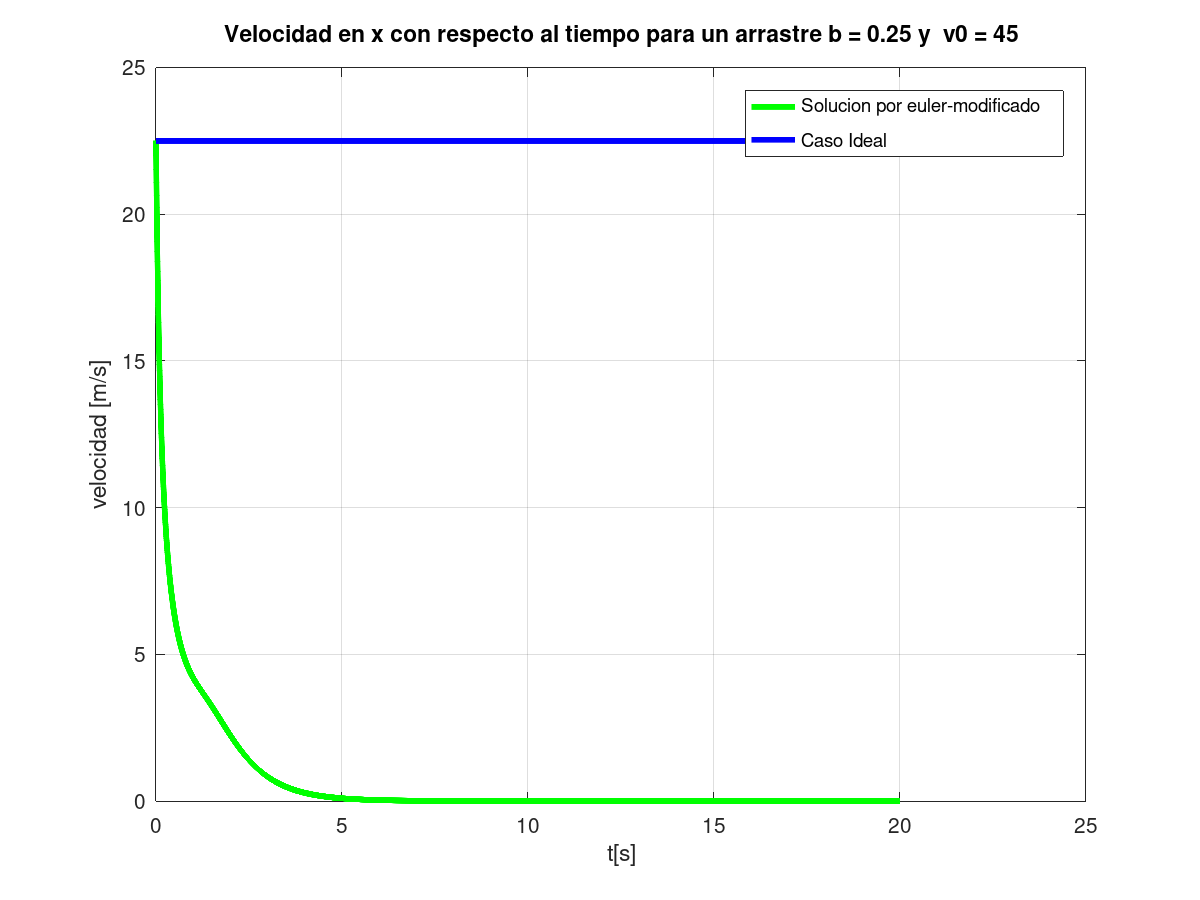 Velocidad en x con respecto al tiempo para un arrastre b = 0.25 y  v0 = 45
25
20
15
10
5
0
velocidad [m/s]
Solucion por euler-modificado
Caso Ideal
0 5 10 15 20 25
t[s]